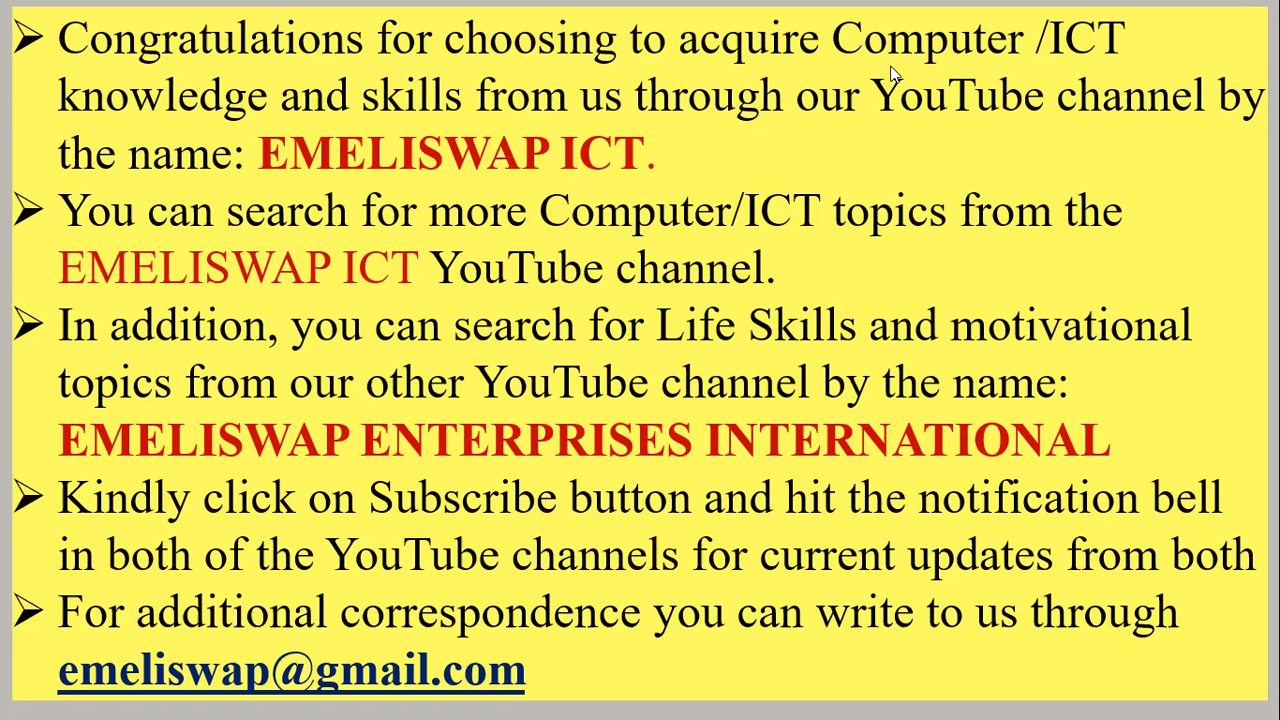 ➢ Congratulations for choosing to acquire Computer /ICT
knowledge and skills from us through our YouTube channel by
the name: EMELISWAP ICT.
➢ You can search for more Computer/ICT topics from the
EMELISWAP ICT YouTube channel.
➢ In addition, you can search for Life Skills and motivational
topics from our other YouTube channel by the name:
EMELISWAP ENTERPRISES INTERNATIONAL
➢ Kindly click on Subscribe button and hit the notification bell
in both of the YouTube channels for current updates from both
➢ For additional correspondence you can write to us through
emeliswap@gmail.com